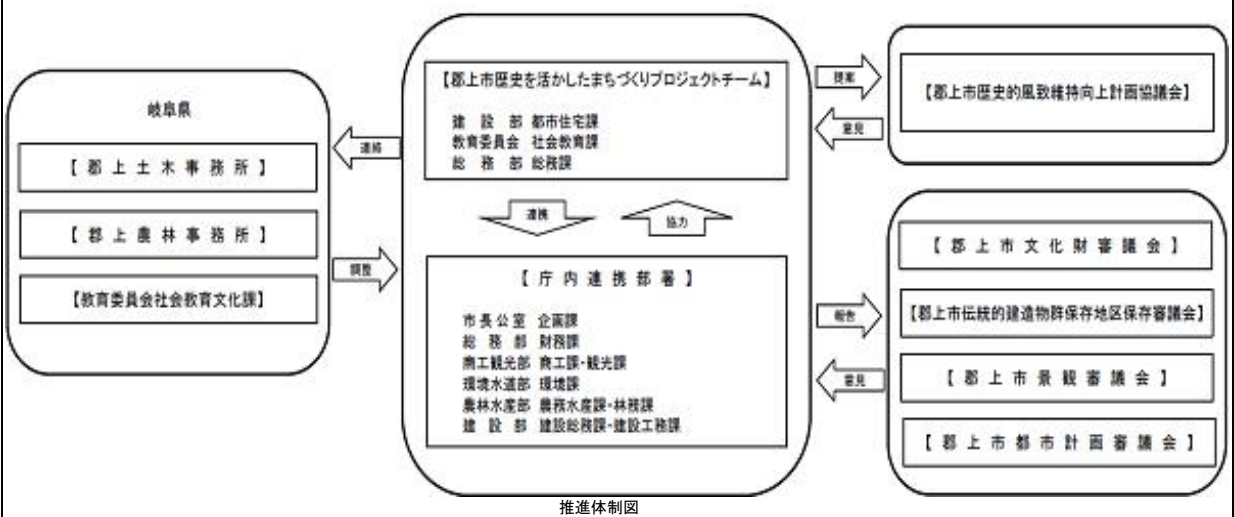 岐阜県
【郡上土木事務所】
【郡上農林事務所】
【教育委員会社会教育文化課】
連絡
調整
【郡上市歴史を活かしたまちづくりプロジェクトチーム】
建設部 都市住宅課
教育委員会 社会教育課
総務部 総務課
連携
協力
【庁内連携部署】
市長公室 企画課
総務部 財務課
商工観光部 商工課・観光課
環境水道部 環境課
農林水産部 農務水産課・林務課
建設部 建設総務課・建設工務課
提案
意見
【郡上市歴史的風致維持向上計画協議会】
報告
意見
【郡上市文化財審議会】
【郡上市伝統的建造物群保存地区保存審議会】
【郡上市景観審議会】
【郡上市都市計画審議会】
推進体制図